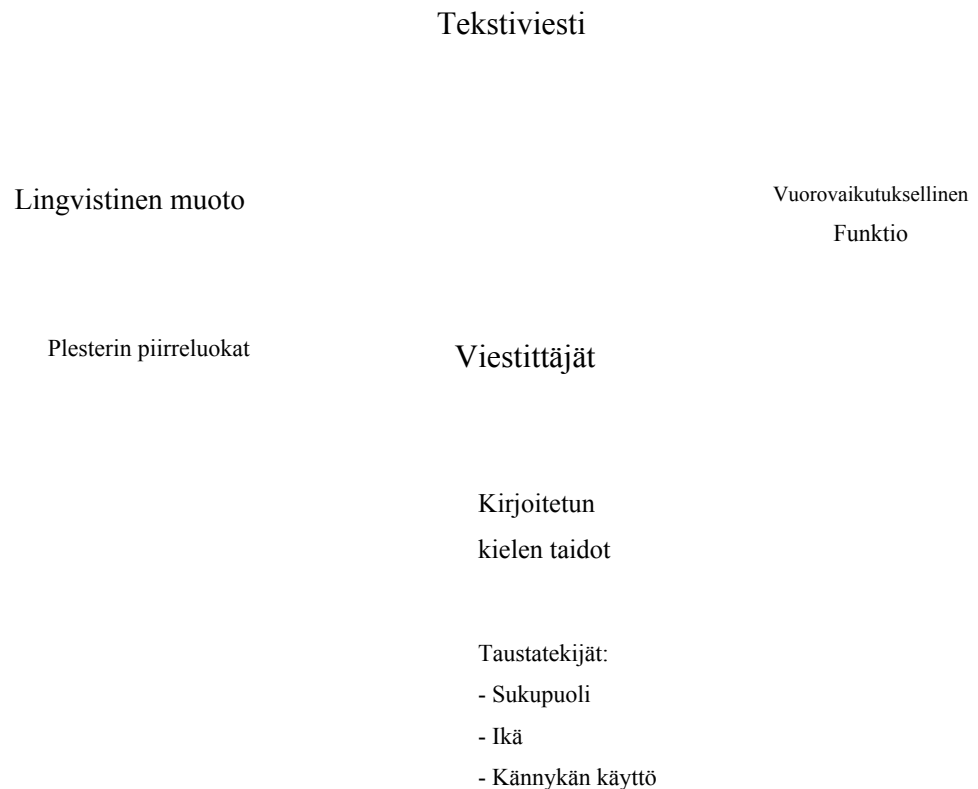 Tekstiviesti
Lingvistinen muoto
Vuorovaikutuksellinen
Funktio
Plesterin piirreluokat
Viestittäjät
Kirjoitetun
kielen taidot
Taustatekijät:
- Sukupuoli
- Ikä
- Kännykän käyttö